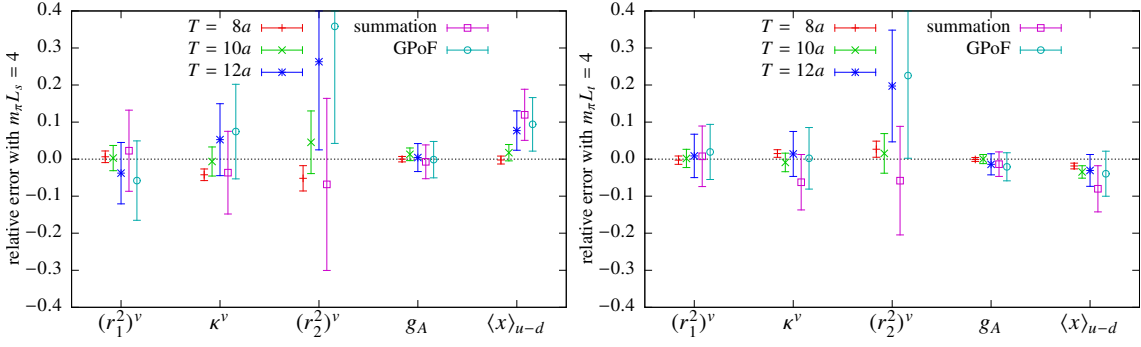 relative error with m_π L_s = 4
0.4
0.3
0.2
0.1
0.0
−0.1
−0.2
−0.3
−0.4
T = 8a
T = 10a
T = 12a
summation
GPoF
(r_1^2)^v
κ^v
(r_2^2)^v
g_A
⟨x⟩_{u−d}
relative error with m_π L_t = 4
0.4
0.3
0.2
0.1
0.0
−0.1
−0.2
−0.3
−0.4
T = 8a
T = 10a
T = 12a
summation
GPoF
(r_1^2)^v
κ^v
(r_2^2)^v
g_A
⟨x⟩_{u−d}